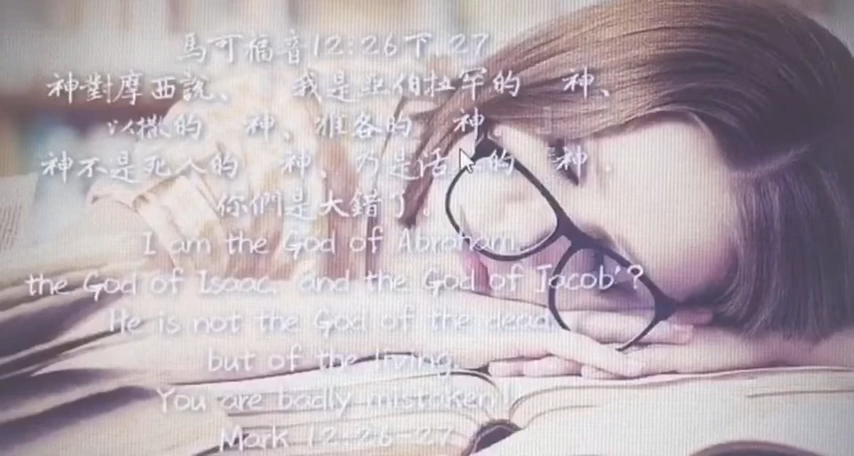 馬可福音12:26下,27
神對摩西說、 我是亞伯拉罕的 神、
以撒的 神、雅各的 神
神不是死人的 神、乃是活 的 神.
你們是大錯了.
I am the God of Abraham,
the God of Isaac, and the God of Jacob'?
He is not the God of the dead,
but of the living.
You are badly mistaken!!
Mark 12:26-27